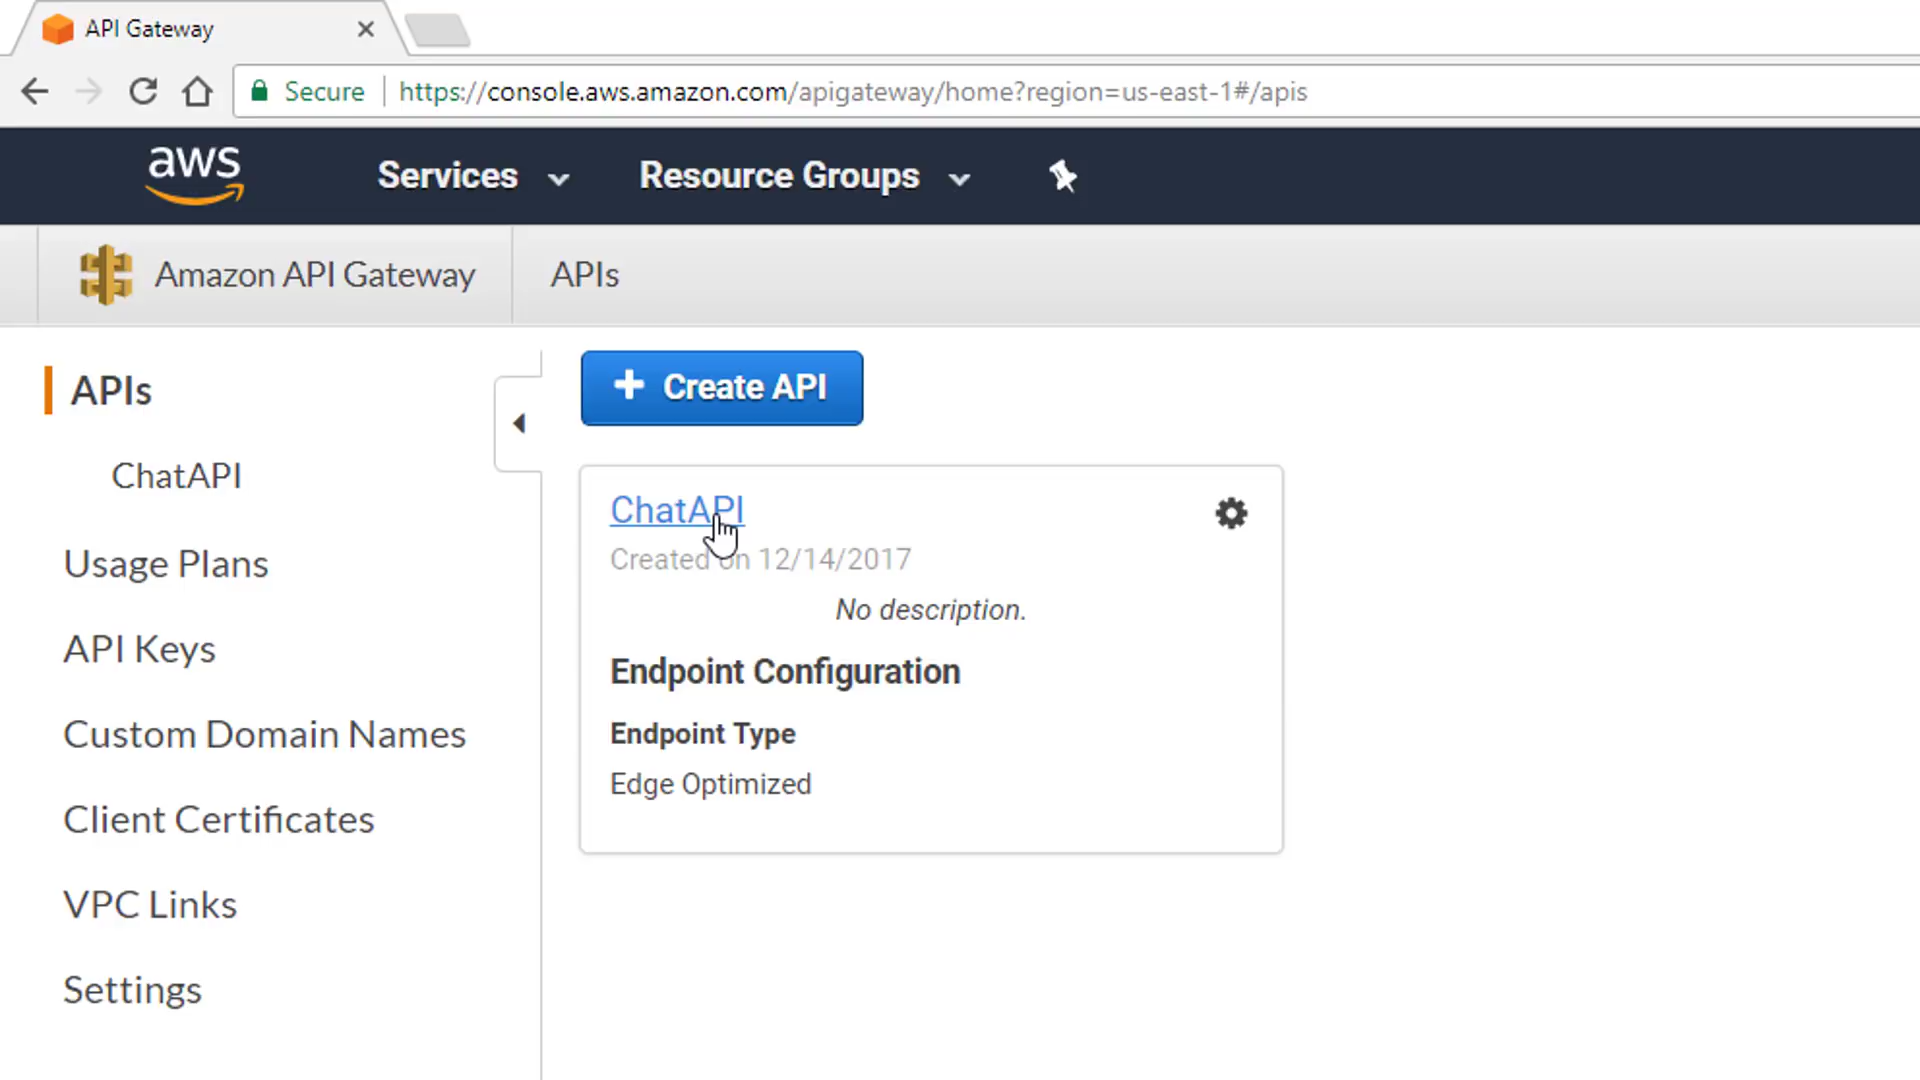 API Gateway
Secure https://console.aws.amazon.com/apigateway/home?region=us-east-1#/apis
aws Services Resource Groups
Amazon API Gateway APIs
APIs
ChatAPI
Usage Plans
API Keys
Custom Domain Names
Client Certificates
VPC Links
Settings
Create API
ChatAPI
Created on 12/14/2017
No description.
Endpoint Configuration
Endpoint Type
Edge Optimized